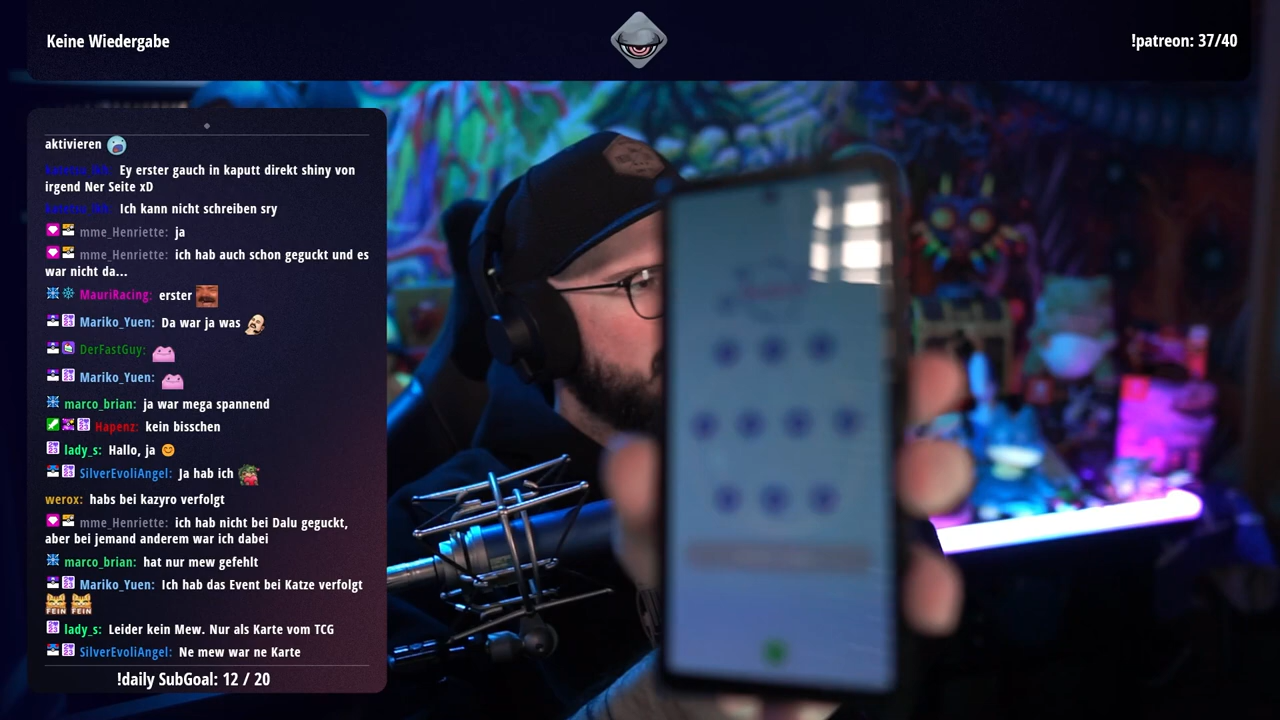 Keine Wiedergabe
!patreon: 37/40
aktivieren
Ey erster gauch in kaputt direkt shiny von
irgend Ner Seite xD
Ich kann nicht schreiben sry
mme_Henriette: ja
mme_Henriette: ich hab auch schon geguckt und es
war nicht da...
MauriRacing: erster
Mariko_Yuen: Da war ja was
DerFastGuy:
Mariko_Yuen:
marco_brian: ja war mega spannend
Hapenz: kein bisschen
lady_s: Hallo, ja
SilverEvoliAngel: Ja hab ich
werox: habs bei kazyro verfolgt
mme_Henriette: ich hab nicht bei Dalu geguckt,
aber bei jemand anderem war ich dabei
marco_brian: hat nur mew gefehlt
Mariko_Yuen: Ich hab das Event bei Katze verfolgt
FEIN FEIN
lady_s: Leider kein Mew. Nur als Karte vom TCG
SilverEvoliAngel: Ne mew war ne Karte
!daily SubGoal: 12 / 20